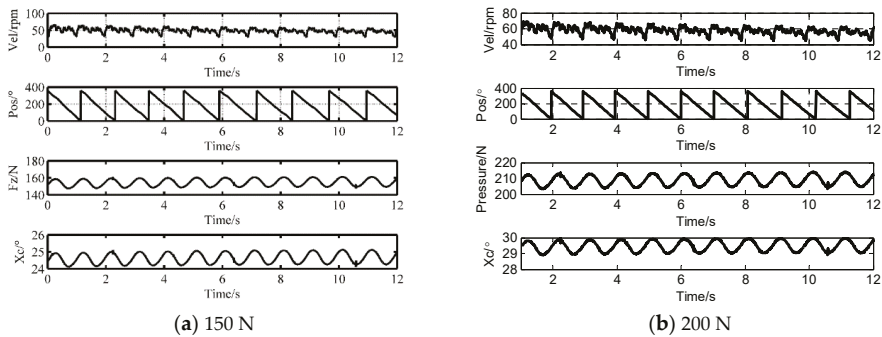 Vel/rpm
100
50
0
0 2 4 6 8 10 12
Time/s
Pos/°
400
200
0
0 2 4 6 8 10 12
Time/s
Fz/N
180
160
140
0 2 4 6 8 10 12
Time/s
Xc/°
26
25
24
0 2 4 6 8 10 12
Time/s
(a) 150 N
Vel/rpm
80
60
40
2 4 6 8 10 12
Time/s
Pos/°
400
200
0
2 4 6 8 10 12
Time/s
Pressure/N
220
210
200
2 4 6 8 10 12
Time/s
Xc/°
30
29
28
2 4 6 8 10 12
Time/s
(b) 200 N